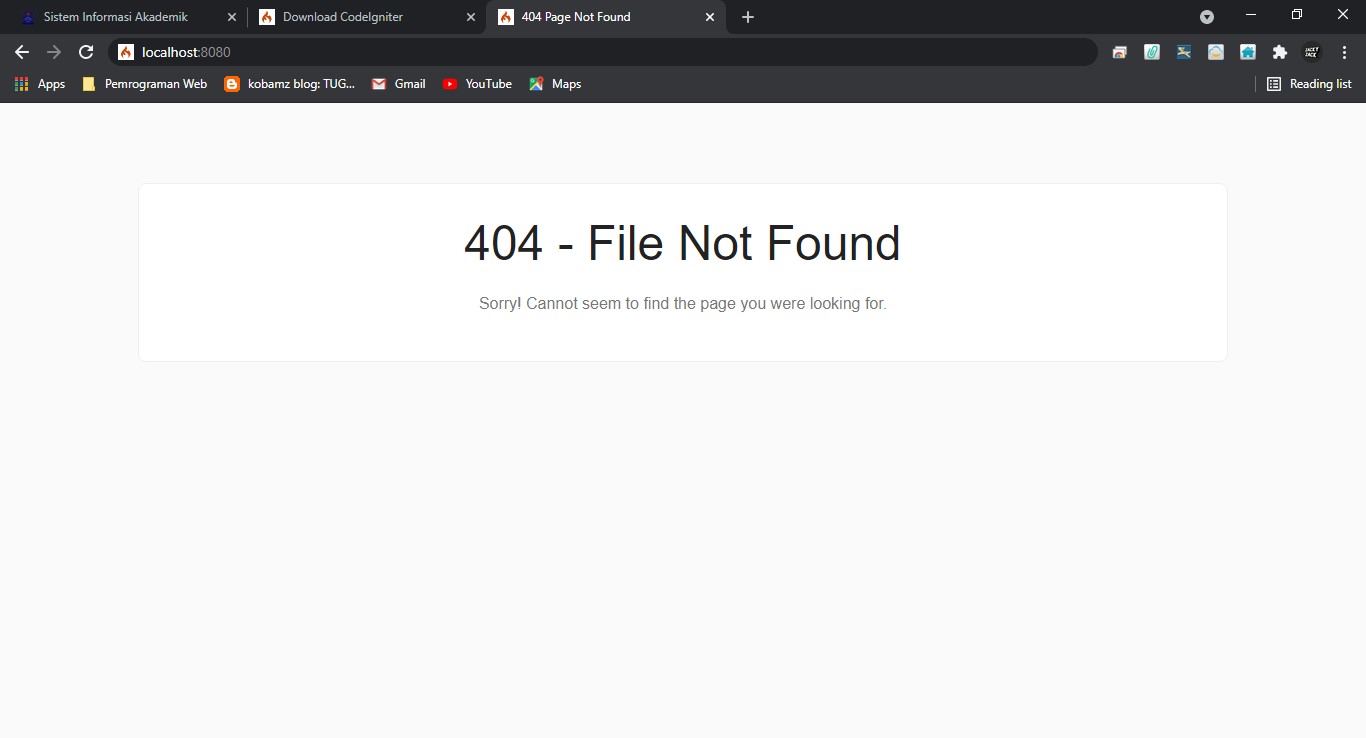 Sistem Informasi Akademik
Download CodeIgniter
404 Page Not Found
localhost:8080
Apps
Pemrograman Web
kobamz blog: TUG...
Gmail
YouTube
Maps
Reading list
404 - File Not Found
Sorry! Cannot seem to find the page you were looking for.